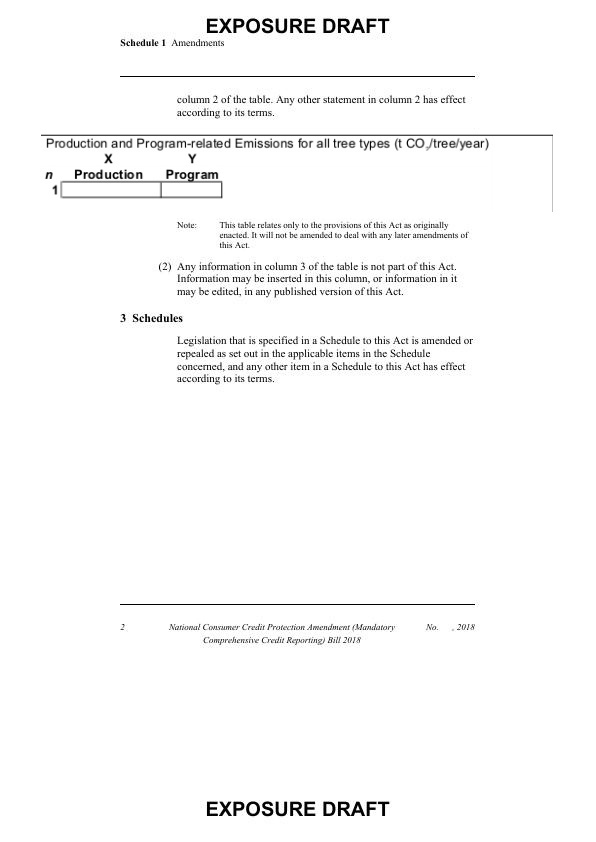 EXPOSURE DRAFT
Schedule 1 Amendments
column 2 of the table. Any other statement in column 2 has effect
according to its terms.
Production and Program-related Emissions for all tree types (t CO₂/tree/year)
X Y
n Production Program
1
Note: This table relates only to the provisions of this Act as originally
enacted. It will not be amended to deal with any later amendments of
this Act.
(2) Any information in column 3 of the table is not part of this Act.
Information may be inserted in this column, or information in it
may be edited, in any published version of this Act.
3 Schedules
Legislation that is specified in a Schedule to this Act is amended or
repealed as set out in the applicable items in the Schedule
concerned, and any other item in a Schedule to this Act has effect
according to its terms.
2 National Consumer Credit Protection Amendment (Mandatory No. , 2018
Comprehensive Credit Reporting) Bill 2018
EXPOSURE DRAFT